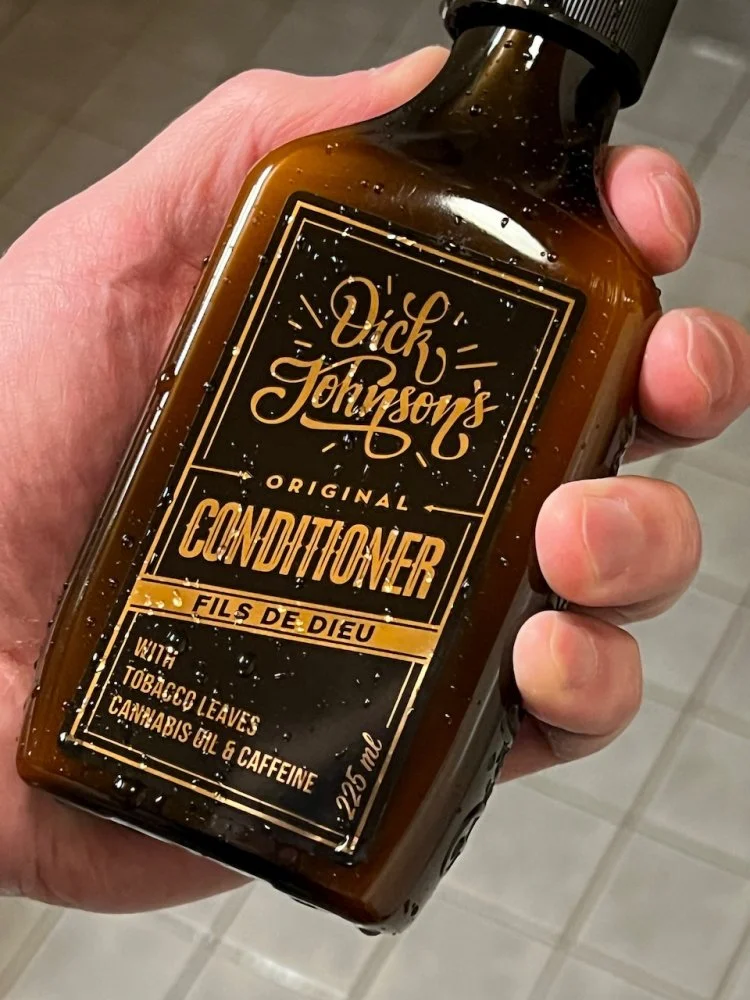 Dick
Johnson's
ORIGINAL
CONDITIONER
FILS DE DIEU
WITH
TOBACCO LEAVES
CANNABIS OIL & CAFFEINE
225 ml